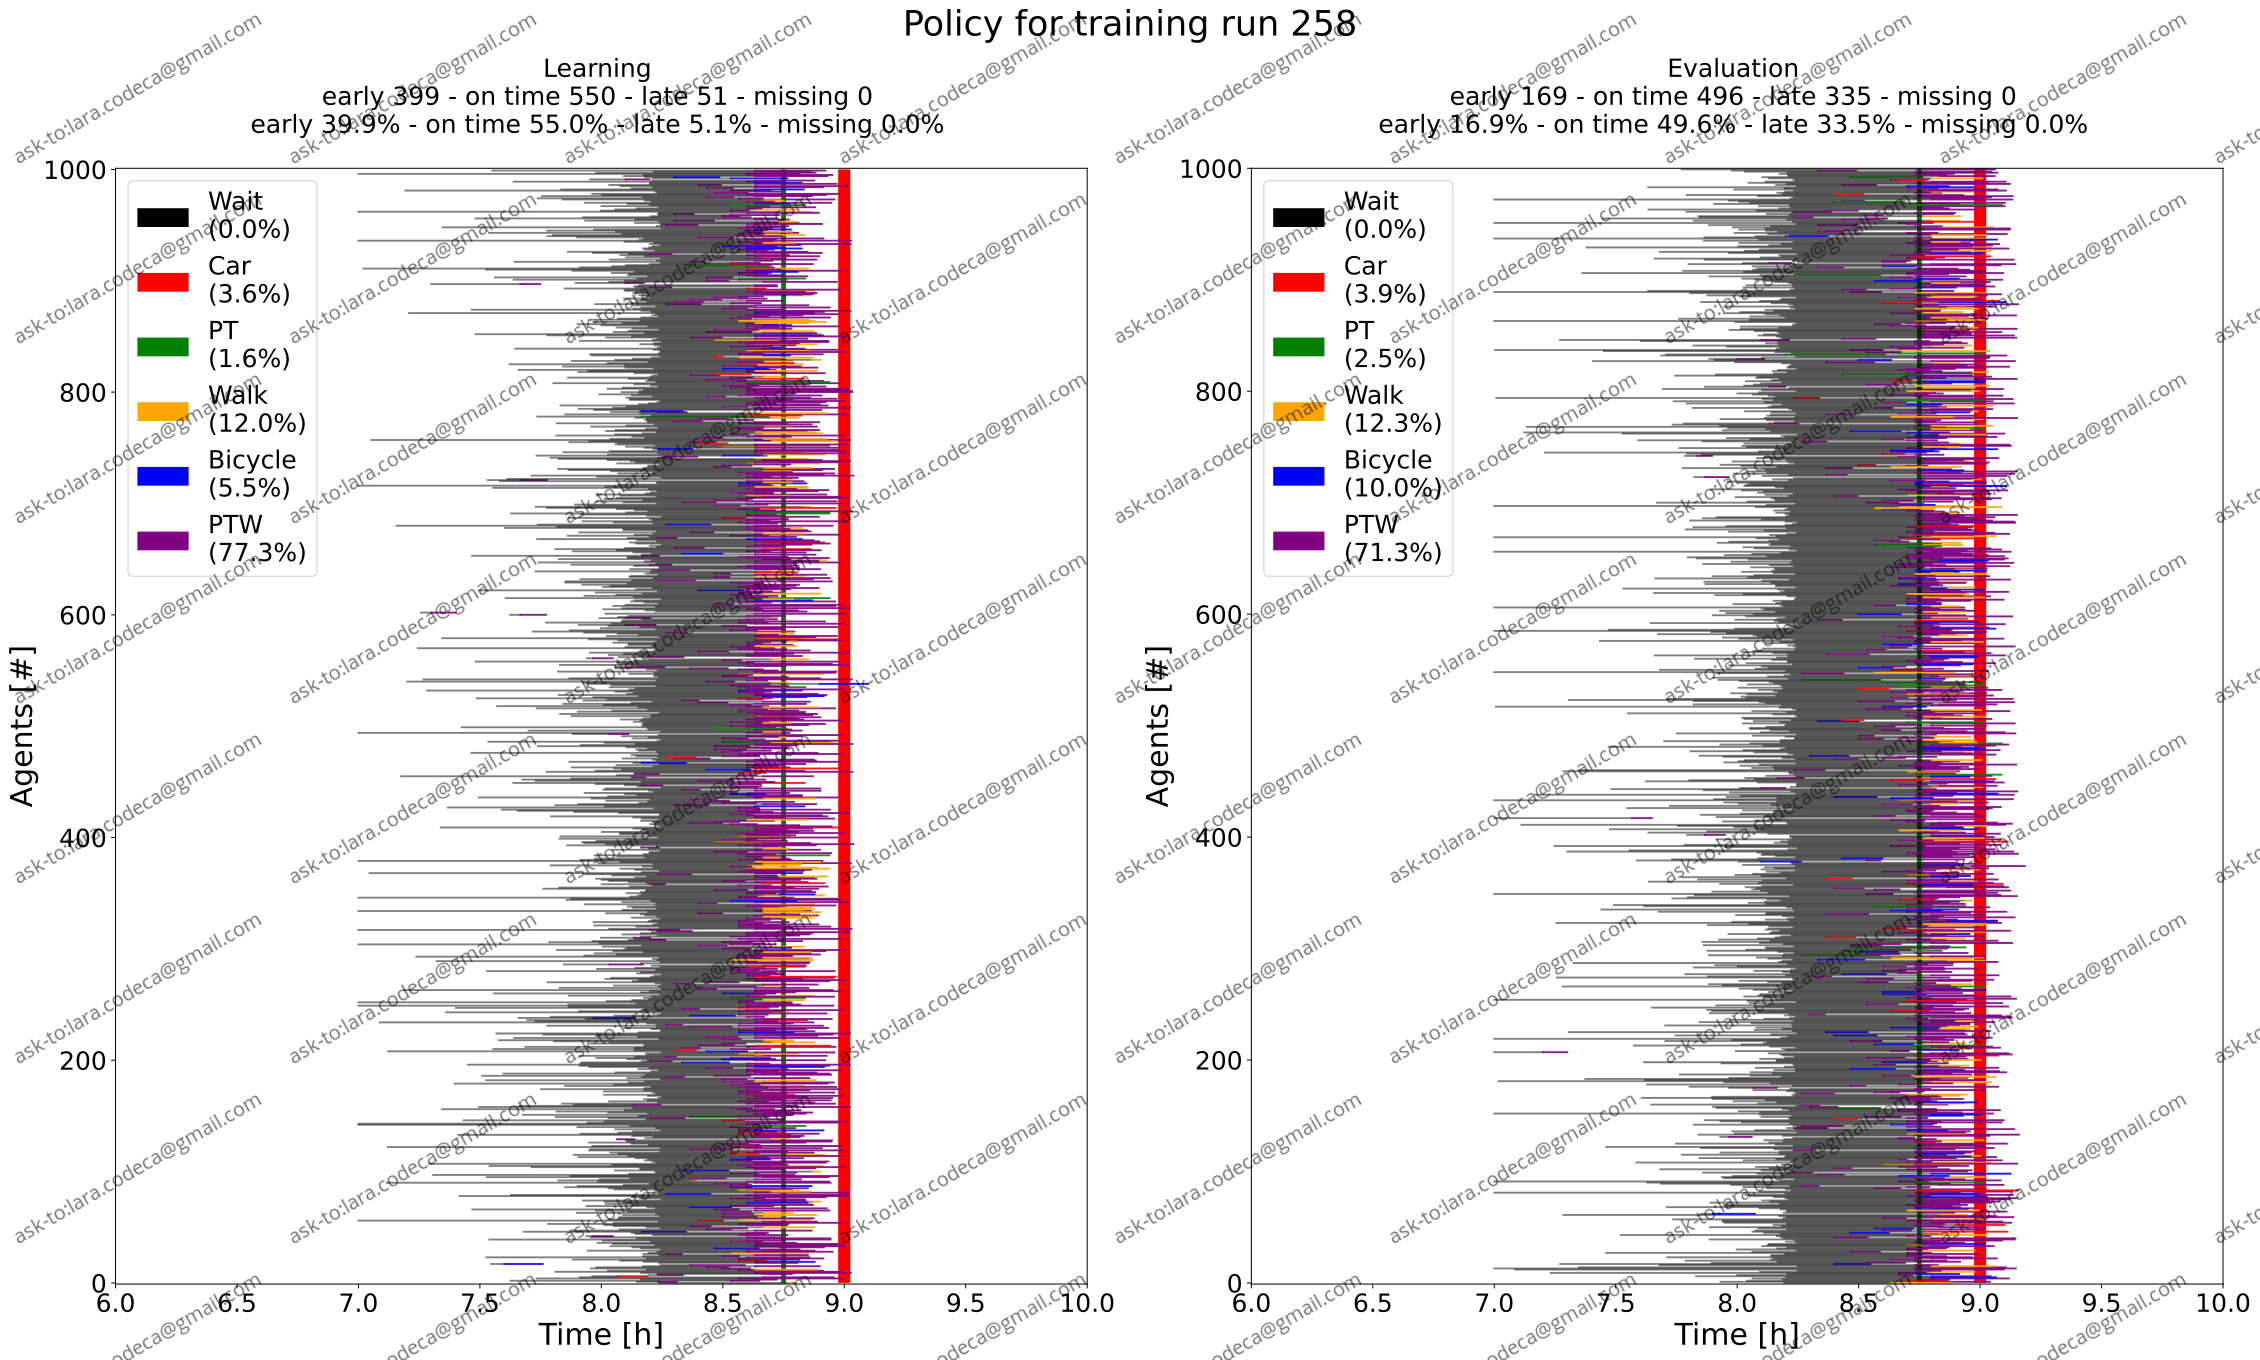 Policy for training run 258
Learning
early 399 - on time 550 - late 51 - missing 0
early 39.9% - on time 55.0% - late 5.1% - missing 0.0%
Agents [#]
1000
800
600
400
200
0
Wait
(0.0%)
Car
(3.6%)
PT
(1.6%)
Walk
(12.0%)
Bicycle
(5.5%)
PTW
(77.3%)
6.0 6.5 7.0 7.5 8.0 8.5 9.0 9.5 10.0
Time [h]
Evaluation
early 169 - on time 496 - late 335 - missing 0
early 16.9% - on time 49.6% - late 33.5% - missing 0.0%
Agents [#]
1000
800
600
400
200
0
Wait
(0.0%)
Car
(3.9%)
PT
(2.5%)
Walk
(12.3%)
Bicycle
(10.0%)
PTW
(71.3%)
6.0 6.5 7.0 7.5 8.0 8.5 9.0 9.5 10.0
Time [h]
ask-to:lara.codeca@gmail.com